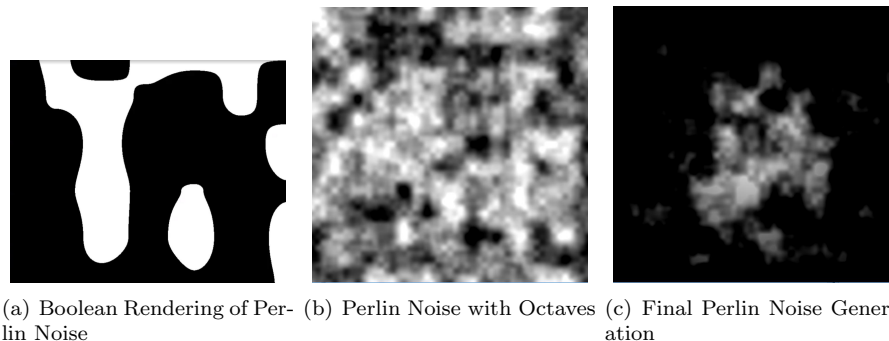 (a) Boolean Rendering of Per-
lin Noise
(b) Perlin Noise with Octaves
(c) Final Perlin Noise Gener
ation